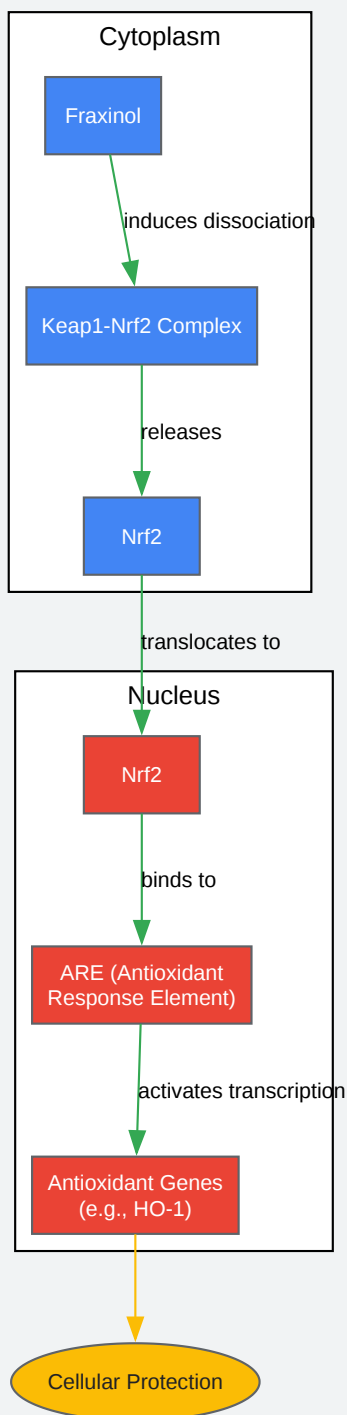 Cytoplasm
Fraxinol
induces dissociation
Keap1-Nrf2 Complex
releases
Nrf2
translocates to
Nucleus
Nrf2
binds to
ARE (Antioxidant
Response Element)
activates transcription
Antioxidant Genes
(e.g., HO-1)
Cellular Protection